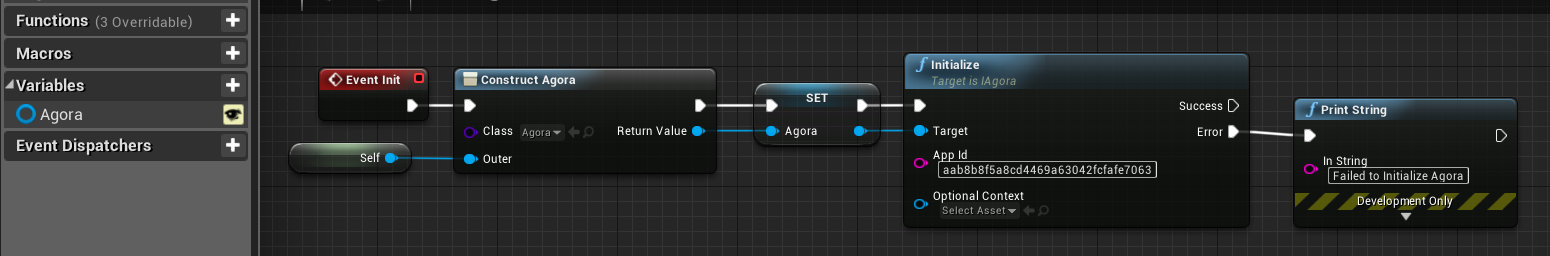 Functions (3 Overridable)
Macros
Variables
Agora
Event Dispatchers
Event Init
Self
Construct Agora
Class Agora
Return Value
Outer
SET
Agora
Initialize
Target is IAgora
Success
Target
Error
App Id
aab8b8f5a8cd4469a63042fcfafe7063
Optional Context
Select Asset
Print String
In String
Failed to Initialize Agora
Development Only